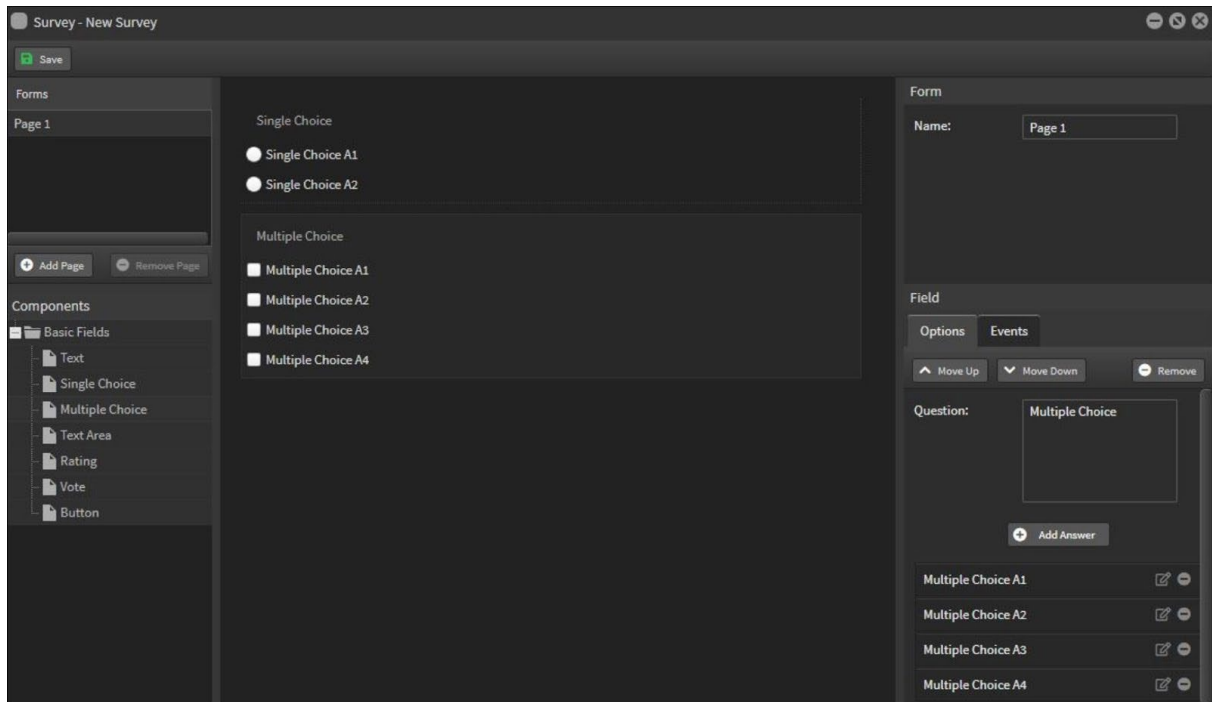 Survey - New Survey
Save
Forms
Page 1
Add Page
Remove Page
Components
Basic Fields
Text
Single Choice
Multiple Choice
Text Area
Rating
Vote
Button
Single Choice
Single Choice A1
Single Choice A2
Multiple Choice
Multiple Choice A1
Multiple Choice A2
Multiple Choice A3
Multiple Choice A4
Form
Name: Page 1
Field
Options Events
Move Up Move Down Remove
Question: Multiple Choice
Add Answer
Multiple Choice A1
Multiple Choice A2
Multiple Choice A3
Multiple Choice A4